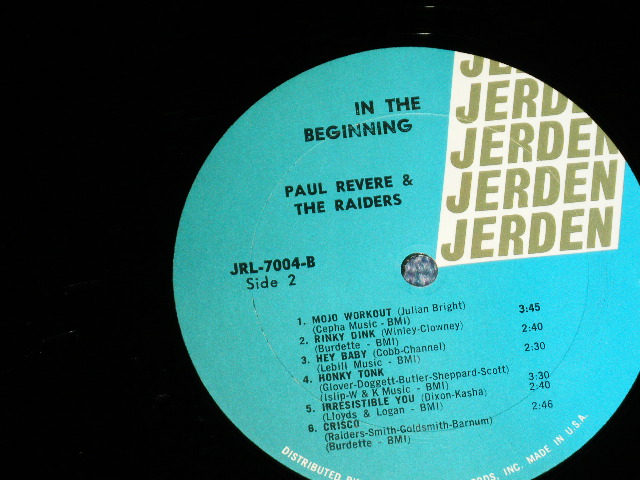 IN THE
BEGINNING
PAUL REVERE &
THE RAIDERS
JRL-7004-B
Side 2
JERDEN
JERDEN
JERDEN
JERDEN
1. MOJO WORKOUT (Julian Bright) 3:45
(Cepha Music - BMI)
2. RINKY DINK (Winley-Clowney) 2:40
(Burdette - BMI)
3. HEY BABY (Cobb-Channel) 2:30
(Lebill Music - BMI)
4. HONKY TONK
(Glover-Doggett-Butler-Sheppard-Scott)
(Islip-W & K Music - BMI) 3:30
5. IRRESISTIBLE YOU (Dixon-Kasha) 2:40
(Lloyds & Logan - BMI)
6. CRISCO 2:46
(Raiders-Smith-Goldsmith-Barnum)
(Burdette - BMI)
DISTRIBUTED INC. MADE IN U.S.A.